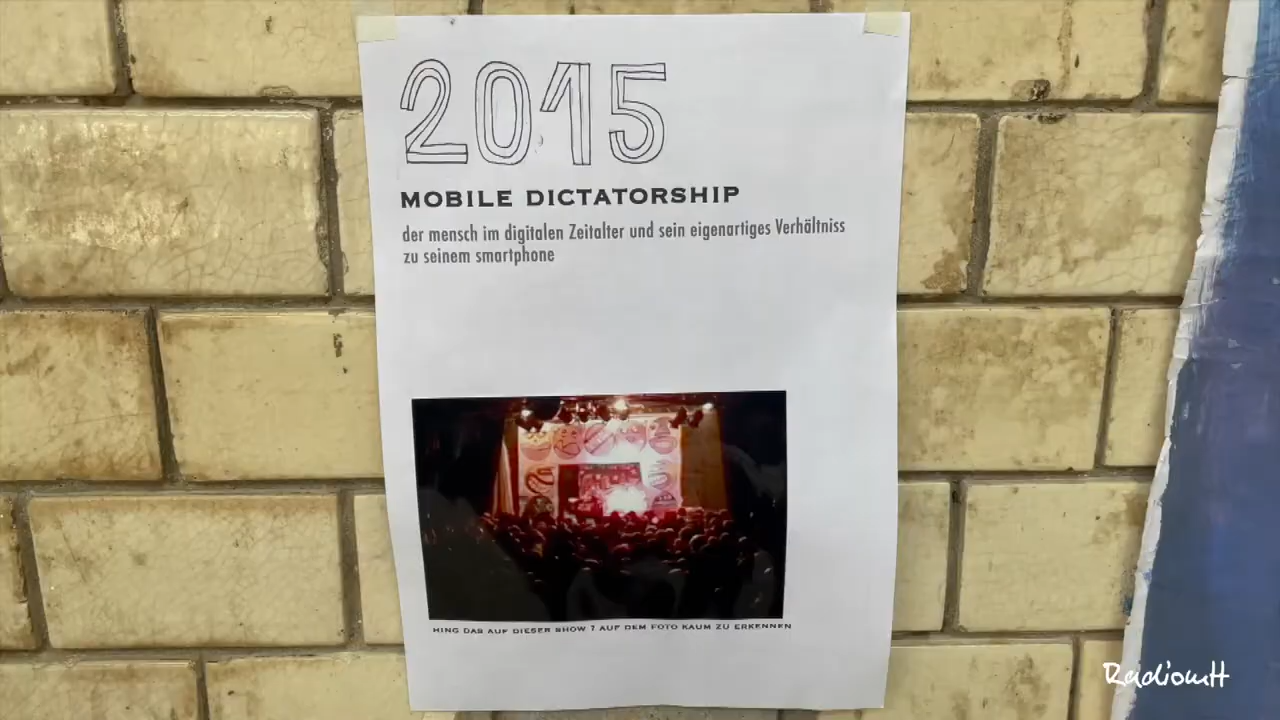 2015
MOBILE DICTATORSHIP
der mensch im digitalen Zeitalter und sein eigenartiges Verhältniss
zu seinem smartphone
HING DAS AUF DIESER SHOW ? AUF DEM FOTO KAUM ZU ERKENNEN